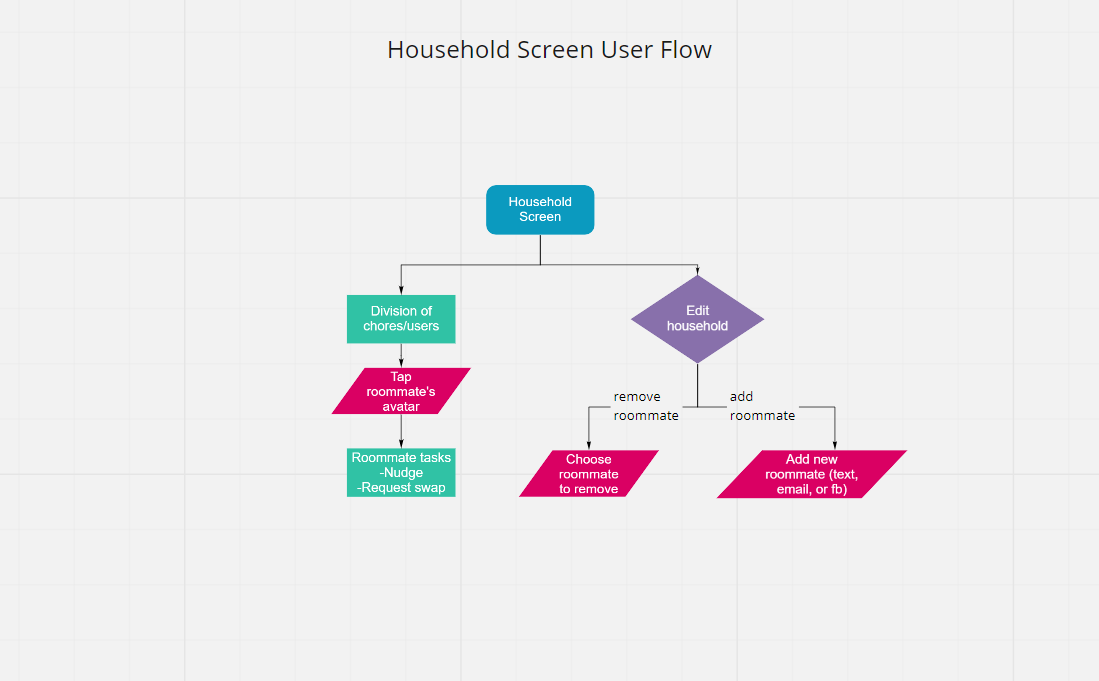 Household Screen User Flow
Household
Screen
Division of
chores/users
Edit
household
Tap
roommate's
avatar
remove
roommate
add
roommate
Roommate tasks
-Nudge
-Request swap
Choose
roommate
to remove
Add new
roommate (text,
email, or fb)